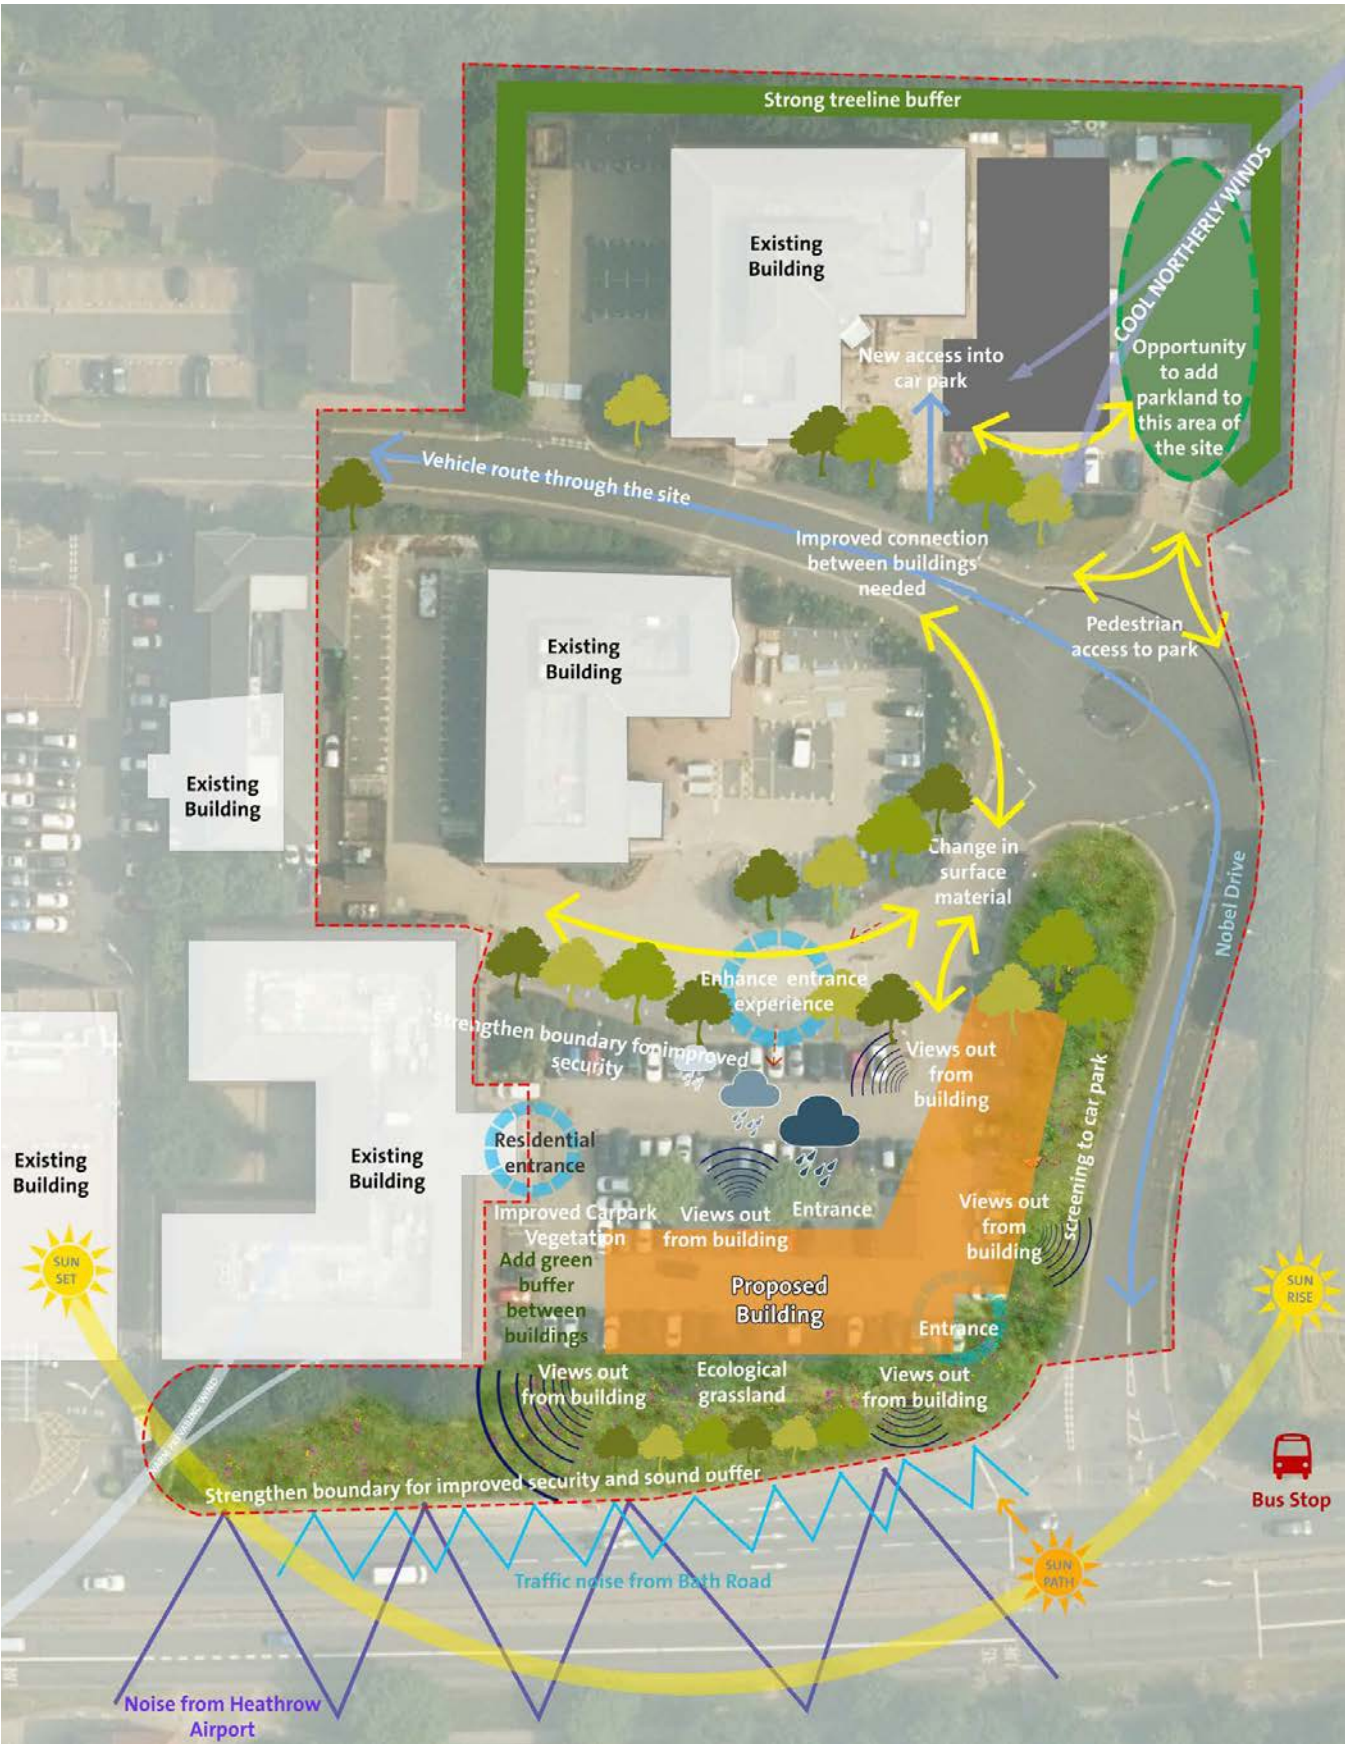 Strong treeline buffer
COOL NORTHERLY WINDS
Existing
Building
New access into
car park
Opportunity
to add
parkland to
this area of
the site
Vehicle route through the site
Improved connection
between buildings'
needed
Pedestrian
access to park
Existing
Building
Existing
Building
Change in
surface
material
Nobel Drive
Enhance entrance
experience
Strengthen boundary for improved
security
Views out
from
building
screening to car park
Residential
entrance
Existing
Building
Existing
Building
Improved Carpark
Vegetation
Views out
from building
Entrance
Views out
from
building
Add green
buffer
between
buildings
Proposed
Building
Entrance
SUN
SET
SUN
RISE
Views out
from building
Ecological
grassland
Views out
from building
Strengthen boundary for improved security and sound buffer
Bus Stop
Traffic noise from Bath Road
SUN
PATH
Noise from Heathrow
Airport